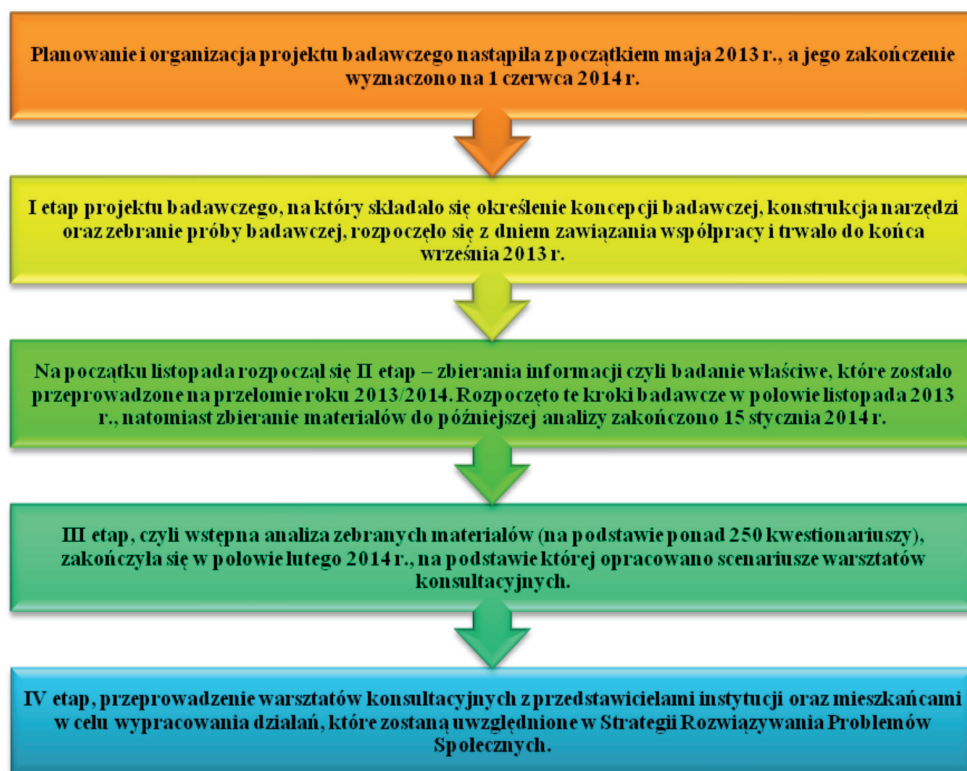 Planowanie i organizacja projektu badawczego nastąpiła z początkiem maja 2013 r., a jego zakończenie
wyznaczono na 1 czerwca 2014 r.
I etap projektu badawczego, na który składało się określenie koncepcji badawczej, konstrukcja narzędzi
oraz zebranie próby badawczej, rozpoczęło się z dniem zawiązania współpracy i trwało do końca
września 2013 r.
Na początku listopada rozpoczął się II etap – zbierania informacji czyli badanie właściwe, które zostało
przeprowadzone na przełomie roku 2013/2014. Rozpoczęto te kroki badawcze w połowie listopada 2013
r., natomiast zbieranie materiałów do późniejszej analizy zakończono 15 stycznia 2014 r.
III etap, czyli wstępna analiza zebranych materiałów (na podstawie ponad 250 kwestionariuszy),
zakończyła się w połowie lutego 2014 r., na podstawie której opracowano scenariusze warsztatów
konsultacyjnych.
IV etap, przeprowadzenie warsztatów konsultacyjnych z przedstawicielami instytucji oraz mieszkańcami
w celu wypracowania działań, które zostaną uwzględnione w Strategii Rozwiązywania Problemów
Społecznych.